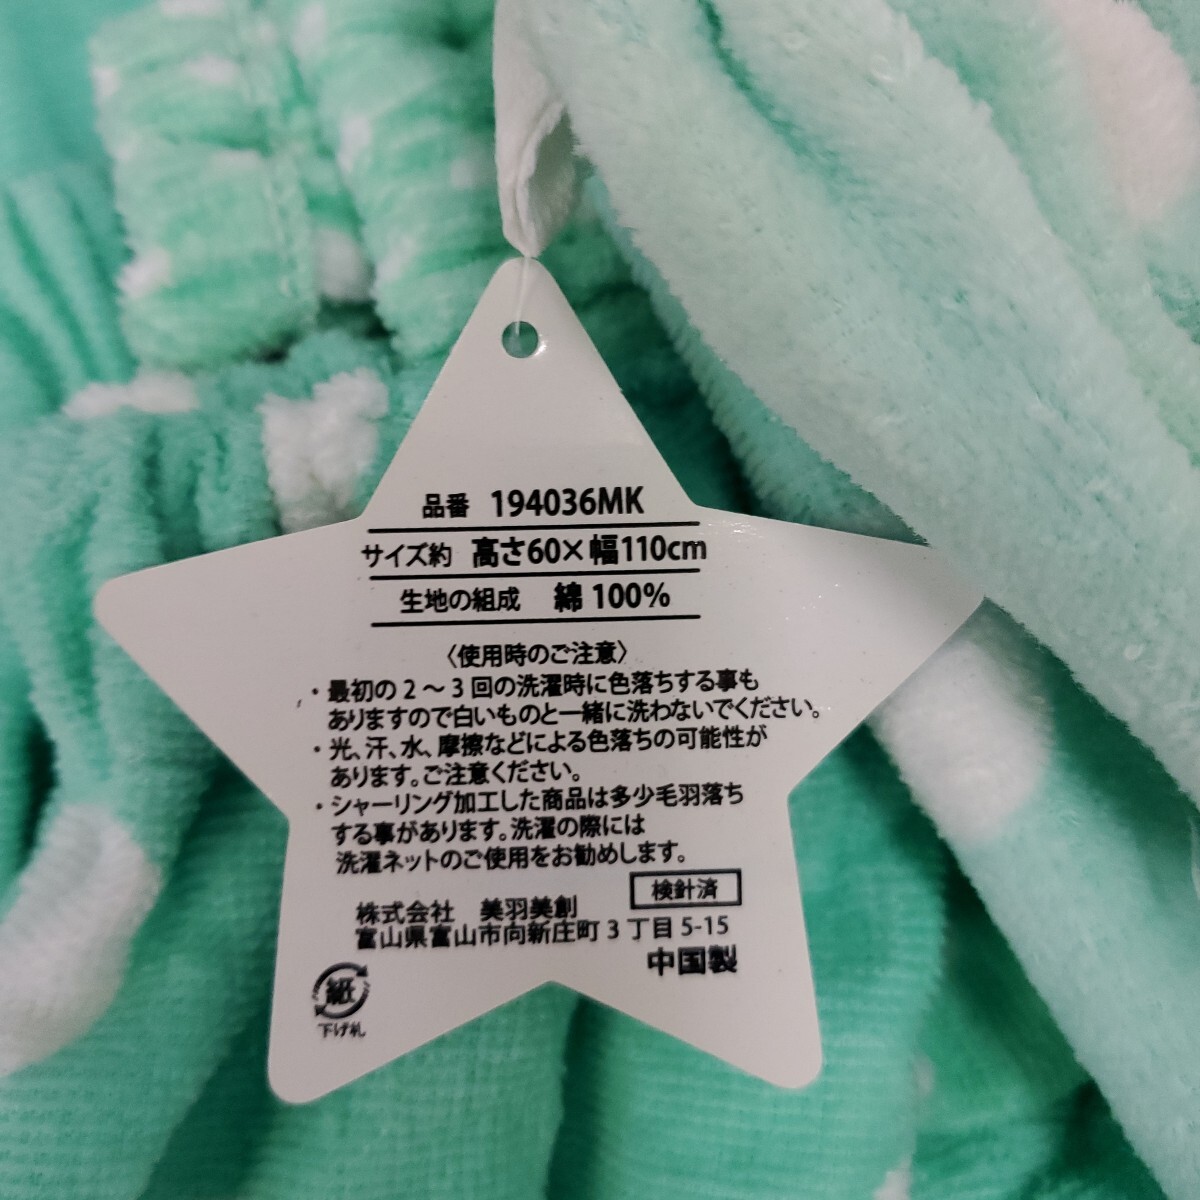 品番 194036MK
サイズ約 高さ60×幅110cm
生地の組成 綿100%
〈使用時のご注意〉
・最初の2〜3回の洗濯時に色落ちする事も
ありますので白いものと一緒に洗わないでください。
・光、汗、水、摩擦などによる色落ちの可能性が
あります。ご注意ください。
・シャーリング加工した商品は多少毛羽落ち
する事があります。洗濯の際には
洗濯ネットのご使用をお勧めします。
検針済
株式会社 美羽美創
富山県富山市向新庄町3丁目5-15
中国製
紙
下げ札